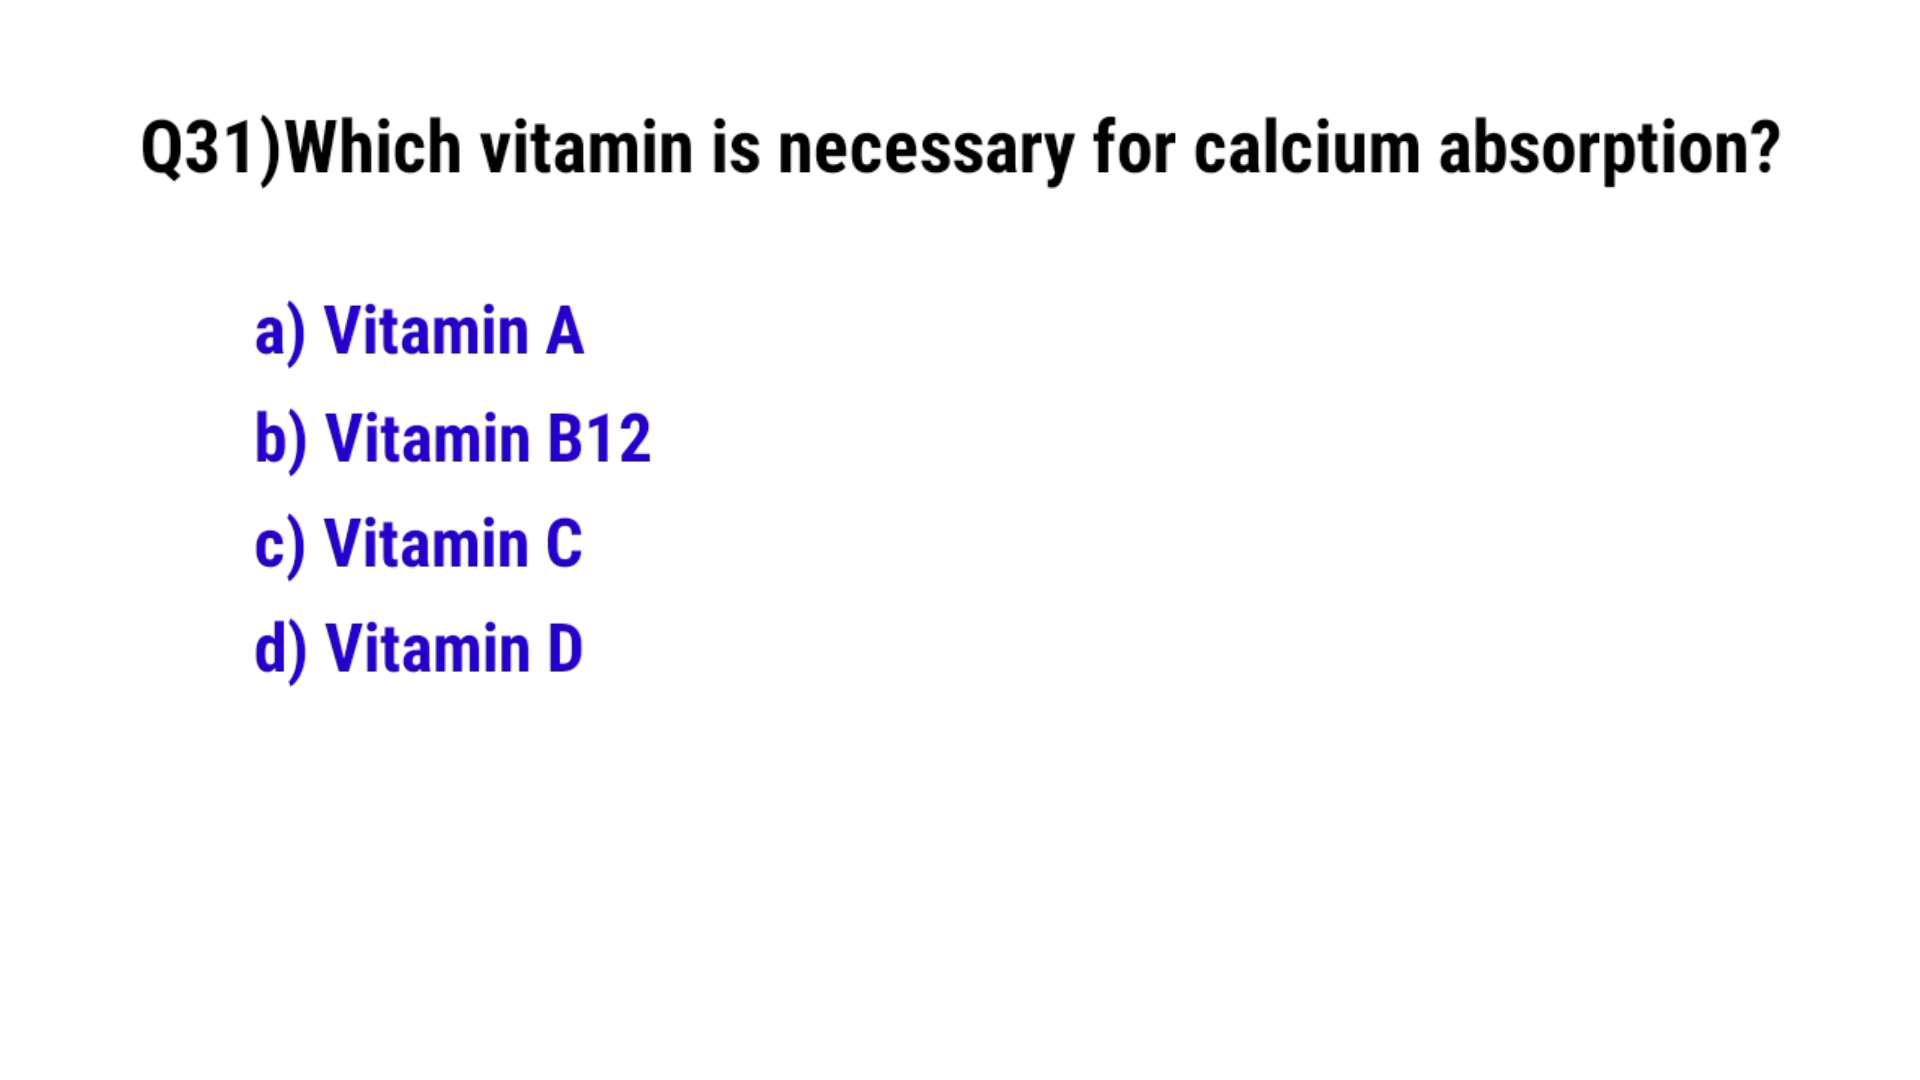 Q31)Which vitamin is necessary for calcium absorption?
a) Vitamin A
b) Vitamin B12
c) Vitamin C
d) Vitamin D